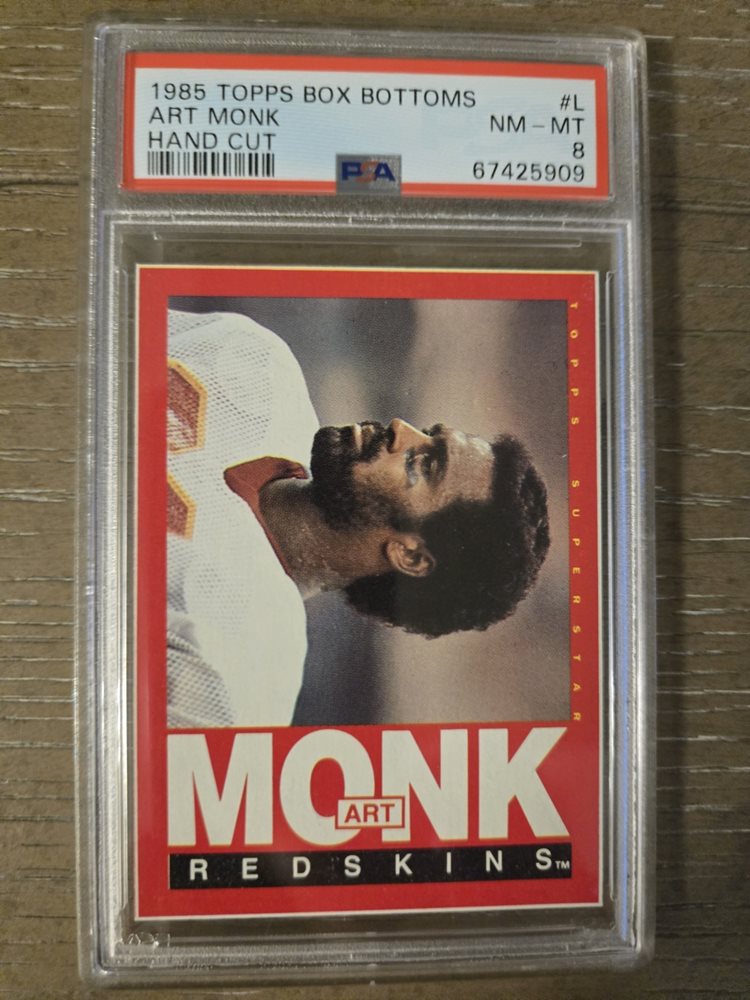 1985 TOPPS BOX BOTTOMS #L
ART MONK NM - MT
HAND CUT 8
PSA 67425909
TOPPS SUPERSTAR
MONK
ART
REDSKINS™